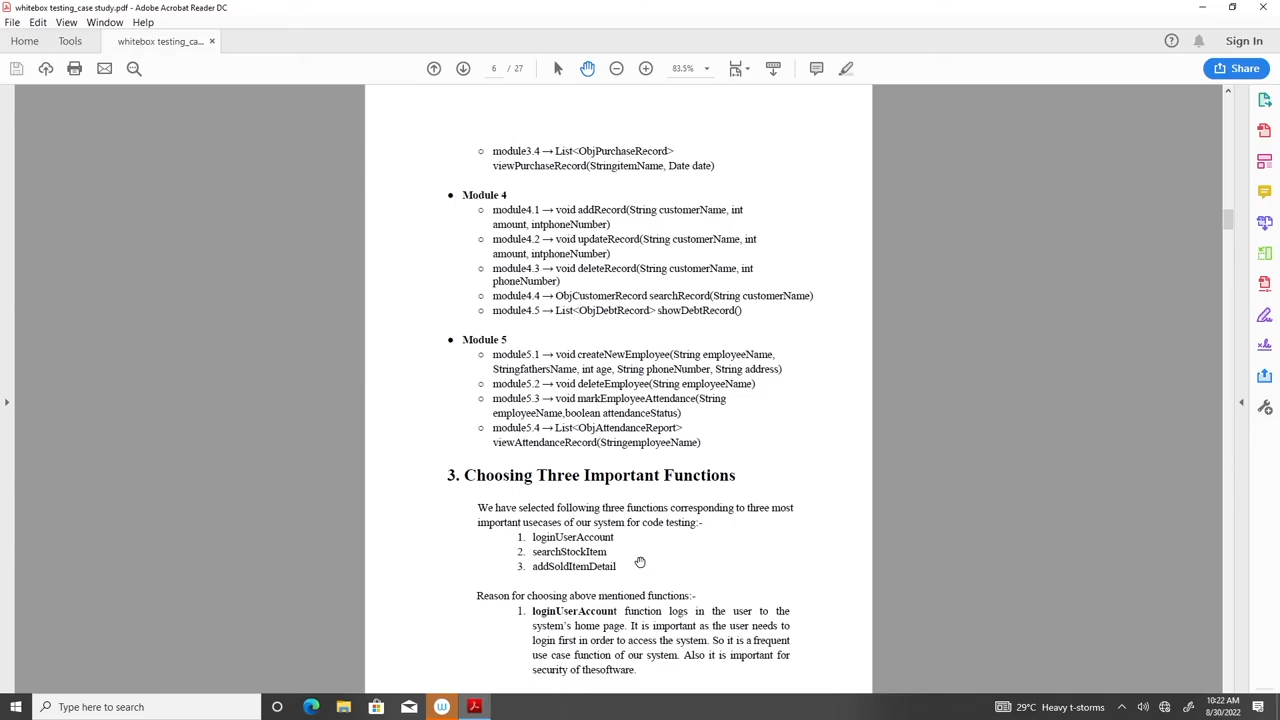 whitebox testing_case study.pdf - Adobe Acrobat Reader DC
File Edit View Window Help
Home Tools whitebox testing_ca... × Sign In
6 / 27 83.5% Share
○ module3.4 → List<ObjPurchaseRecord>
viewPurchaseRecord(StringitemName, Date date)
● Module 4
○ module4.1 → void addRecord(String customerName, int
amount, intphoneNumber)
○ module4.2 → void updateRecord(String customerName, int
amount, intphoneNumber)
○ module4.3 → void deleteRecord(String customerName, int
phoneNumber)
○ module4.4 → ObjCustomerRecord searchRecord(String customerName)
○ module4.5 → List<ObjDebtRecord> showDebtRecord()
● Module 5
○ module5.1 → void createNewEmployee(String employeeName,
StringfathersName, int age, String phoneNumber, String address)
○ module5.2 → void deleteEmployee(String employeeName)
○ module5.3 → void markEmployeeAttendance(String
employeeName,boolean attendanceStatus)
○ module5.4 → List<ObjAttendanceReport>
viewAttendanceRecord(StringemployeeName)
3. Choosing Three Important Functions
We have selected following three functions corresponding to three most
important usecases of our system for code testing:-
1. loginUserAccount
2. searchStockItem
3. addSoldItemDetail
Reason for choosing above mentioned functions:-
1. loginUserAccount function logs in the user to the
system's home page. It is important as the user needs to
login first in order to access the system. So it is a frequent
use case function of our system. Also it is important for
security of thesoftware.
Type here to search
29°C Heavy t-storms
10:22 AM
8/30/2022